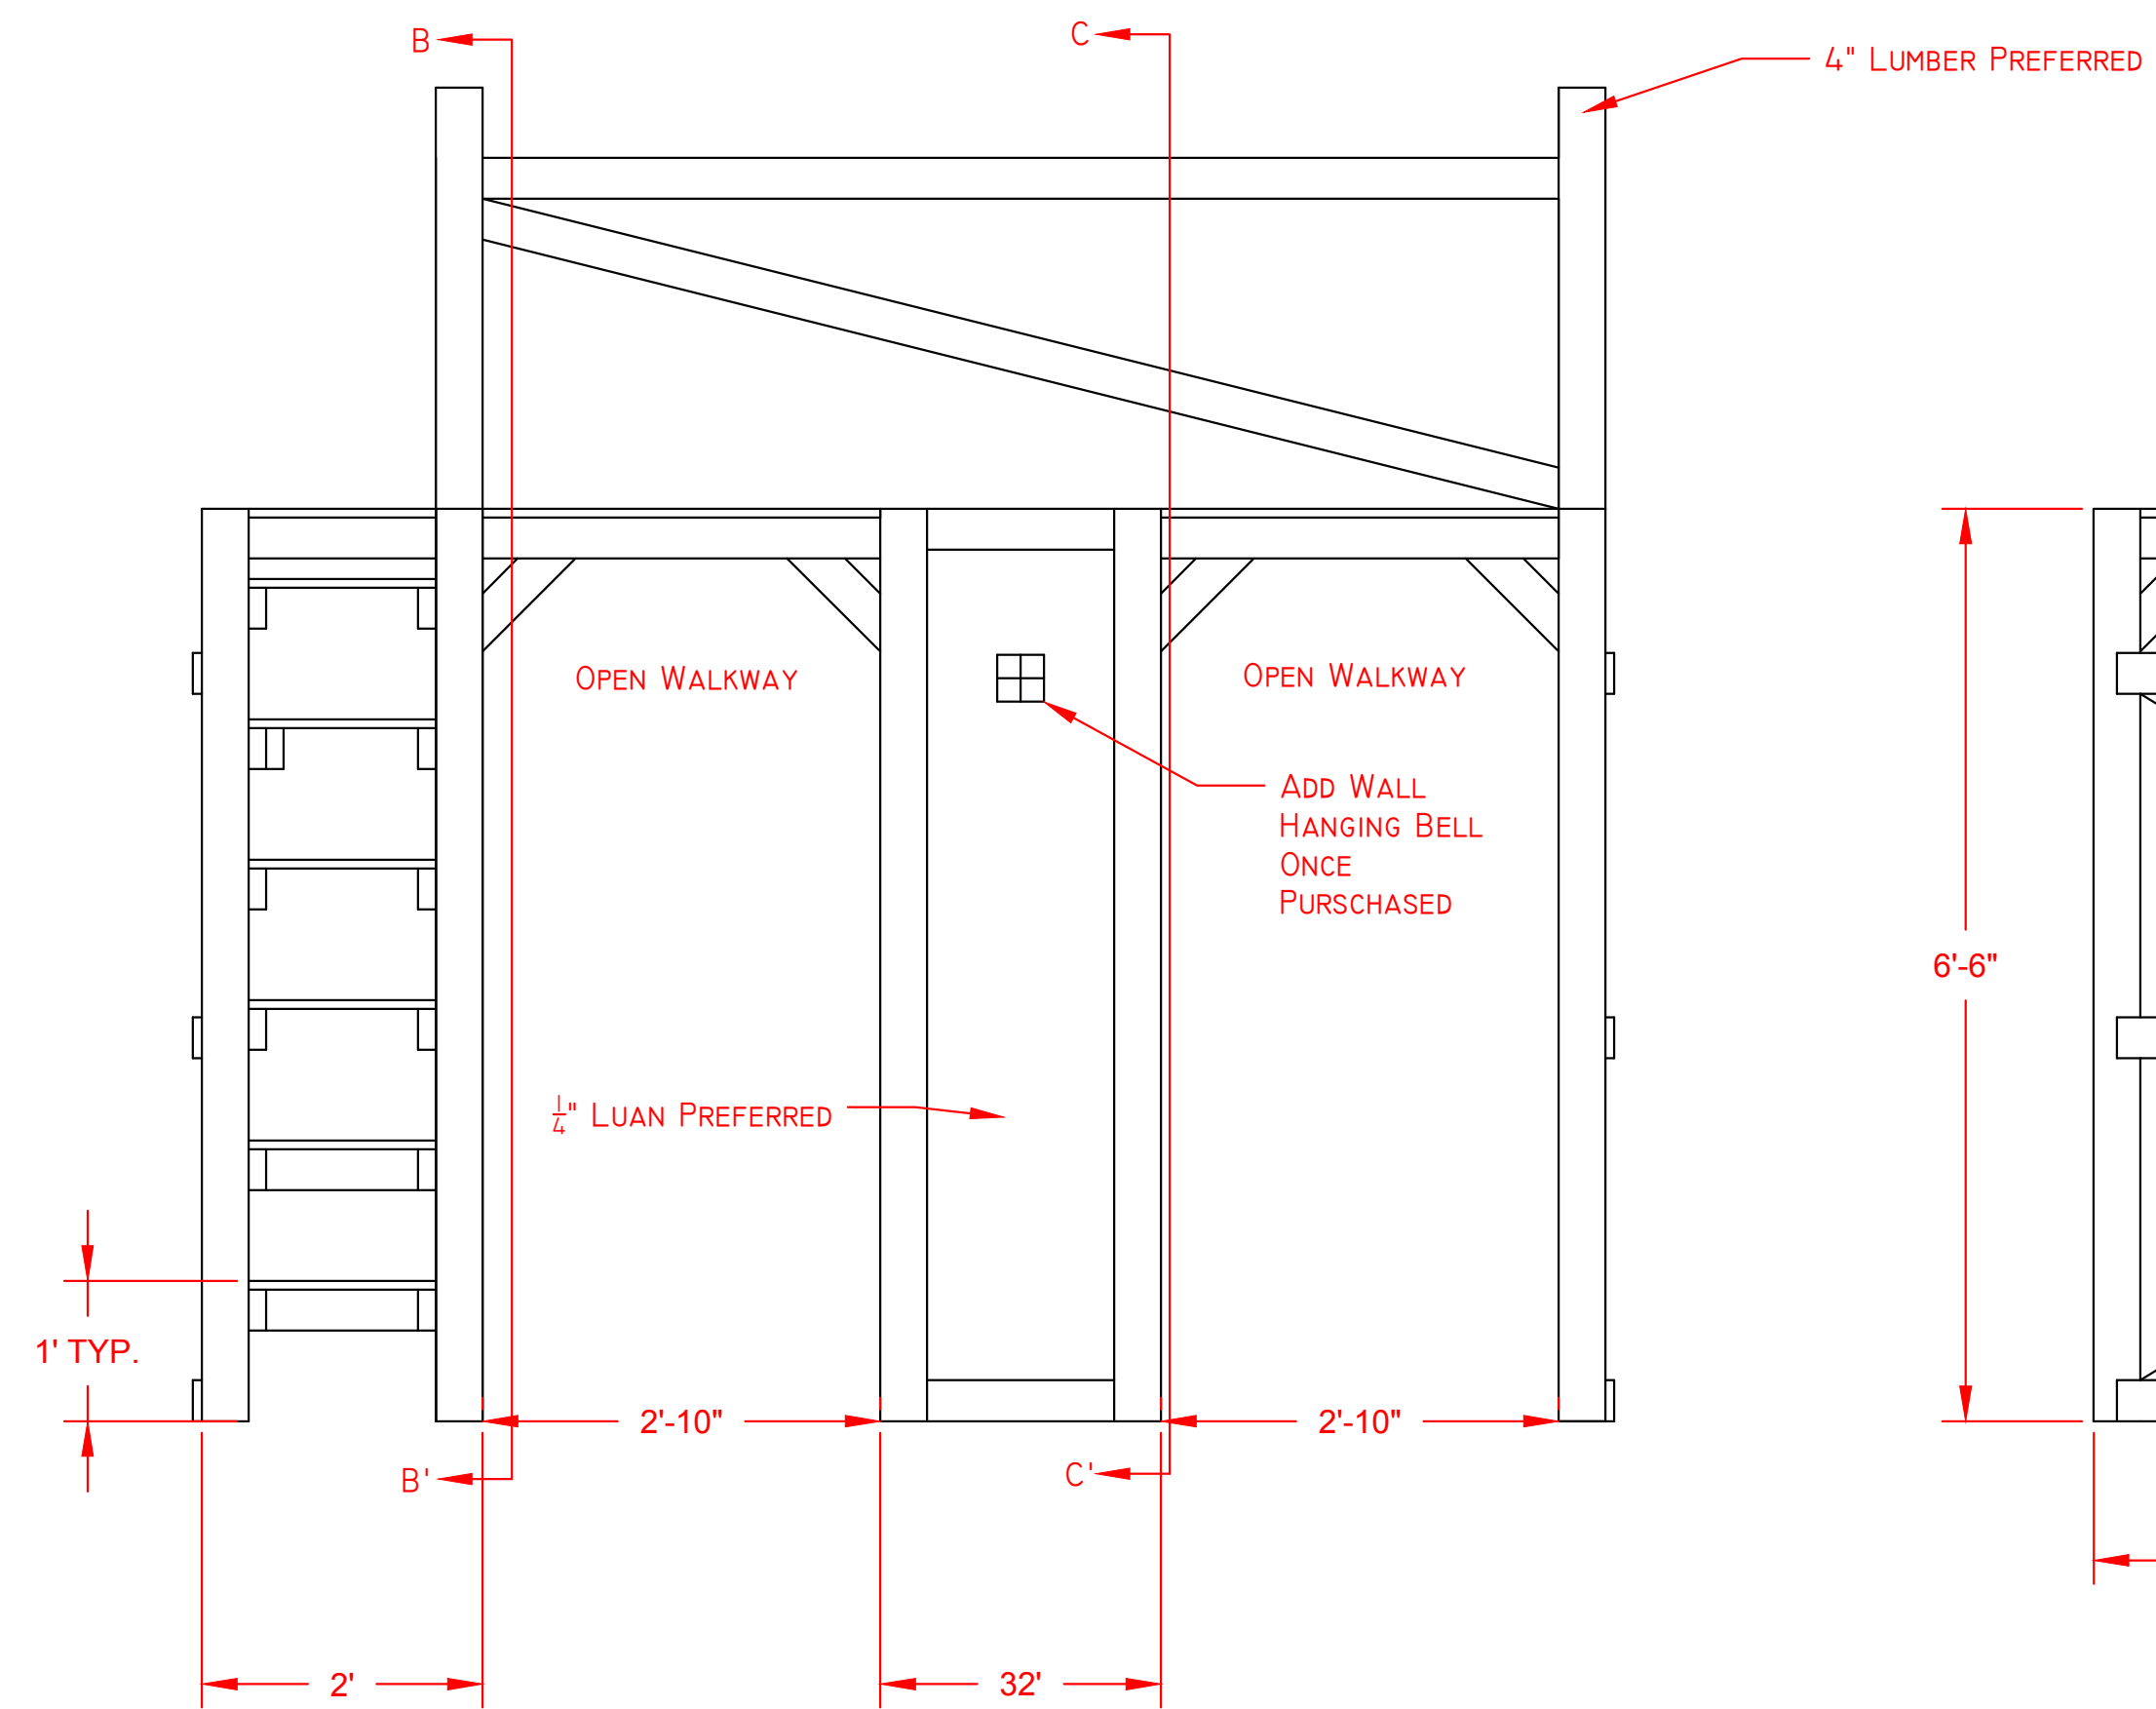 B
C
4" Lumber Preferred
Open Walkway
Open Walkway
Add Wall
Hanging Bell
Once
Purschased
6'-6"
1/4" Luan Preferred
1' TYP.
2'-10"
2'-10"
B'
C'
2'
32'